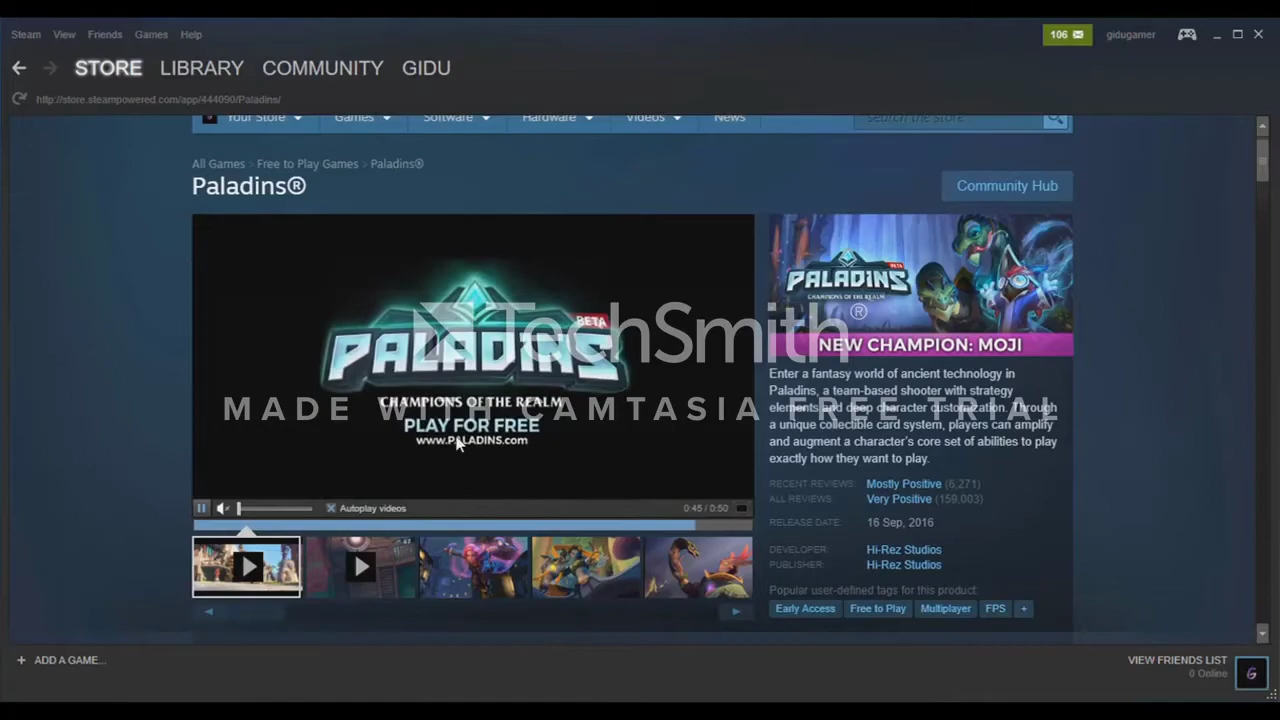 Steam View Friends Games Help
106
gidugamer
STORE LIBRARY COMMUNITY GIDU
http://store.steampowered.com/app/444090/Paladins/
Your Store Games Software Hardware Videos News search the store
All Games > Free to Play Games > Paladins®
Paladins®
Community Hub
BETA
PALADINS
CHAMPIONS OF THE REALM
PLAY FOR FREE
www.PALADINS.com
TechSmith®
MADE WITH CAMTASIA FREE TRIAL
Autoplay videos
0:45 / 0:50
BETA
PALADINS
CHAMPIONS OF THE REALM
NEW CHAMPION: MOJI
Enter a fantasy world of ancient technology in
Paladins, a team-based shooter with strategy
elements and deep character customization. Through
a unique collectible card system, players can amplify
and augment a character's core set of abilities to play
exactly how they want to play.
RECENT REVIEWS: Mostly Positive (6,271)
ALL REVIEWS: Very Positive (159,003)
RELEASE DATE: 16 Sep, 2016
DEVELOPER: Hi-Rez Studios
PUBLISHER: Hi-Rez Studios
Popular user-defined tags for this product:
Early Access Free to Play Multiplayer FPS +
+ ADD A GAME...
VIEW FRIENDS LIST
0 Online
G